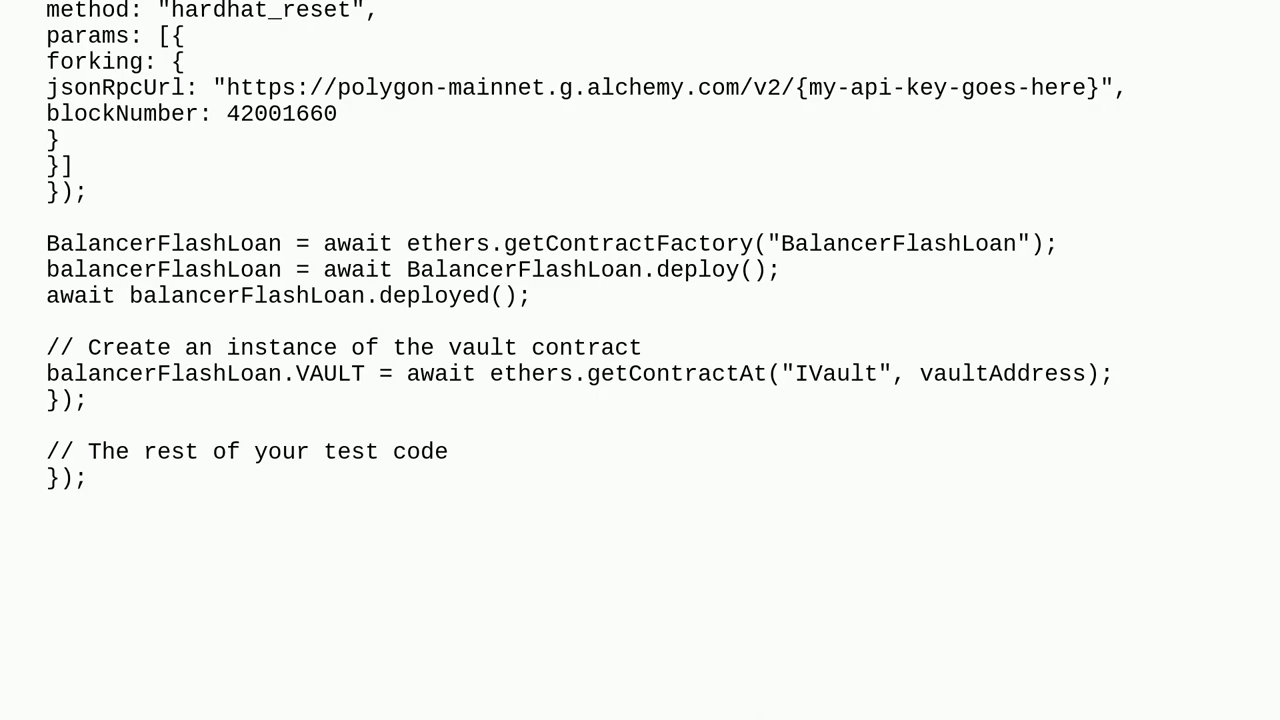 method: "hardhat_reset",
params: [{
forking: {
jsonRpcUrl: "https://polygon-mainnet.g.alchemy.com/v2/{my-api-key-goes-here}",
blockNumber: 42001660
}
}]
});
BalancerFlashLoan = await ethers.getContractFactory("BalancerFlashLoan");
balancerFlashLoan = await BalancerFlashLoan.deploy();
await balancerFlashLoan.deployed();
// Create an instance of the vault contract
balancerFlashLoan.VAULT = await ethers.getContractAt("IVault", vaultAddress);
});
// The rest of your test code
});